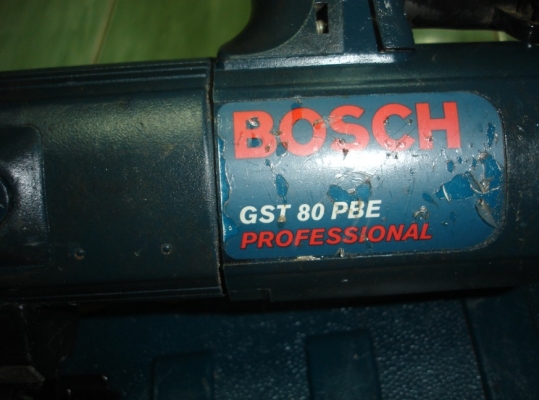 BOSCH
GST 80 PBE
PROFESSIONAL